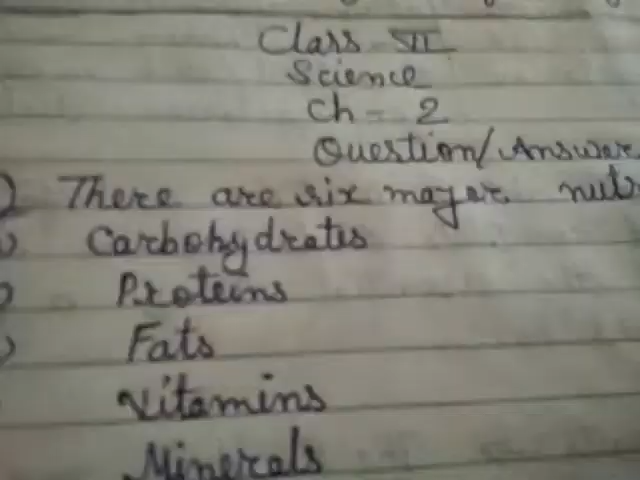 Class VI
Science
Ch - 2
Question/Answer
There are six major
Carbohydrates
Proteins
Fats
Vitamins
Minerals